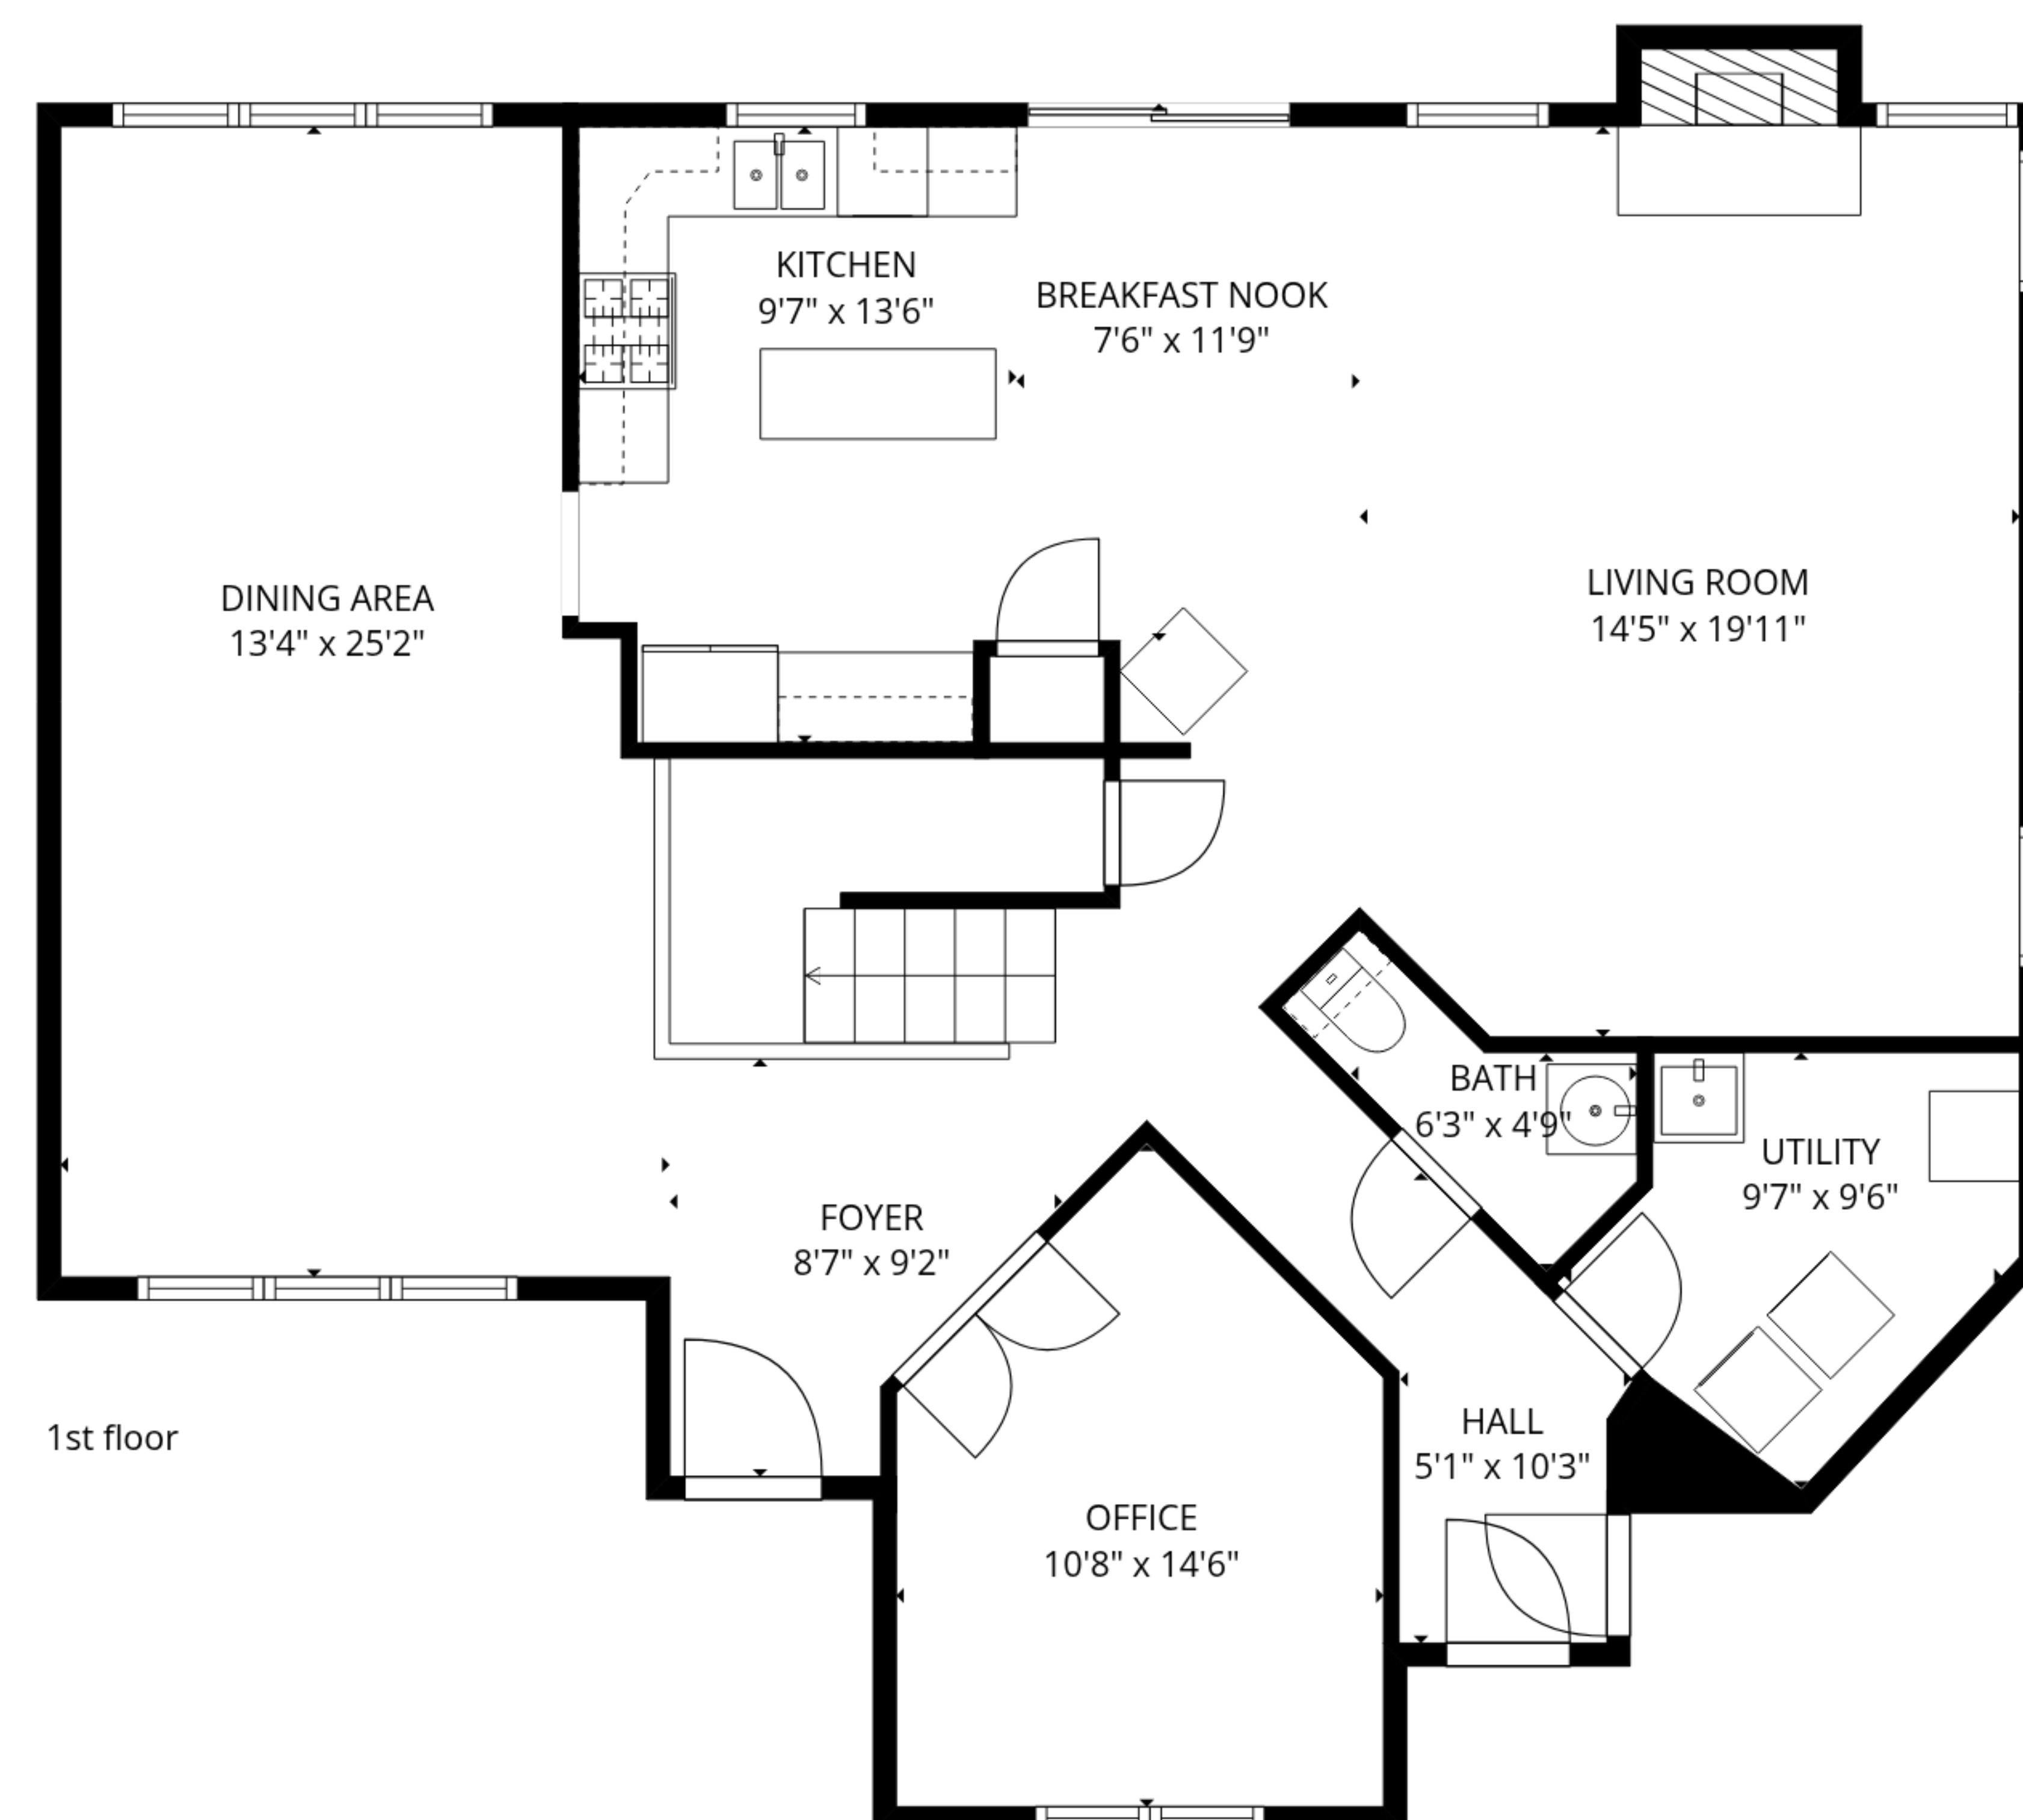 KITCHEN
9'7" x 13'6"
BREAKFAST NOOK
7'6" x 11'9"
DINING AREA
13'4" x 25'2"
LIVING ROOM
14'5" x 19'11"
BATH
6'3" x 4'9"
UTILITY
9'7" x 9'6"
FOYER
8'7" x 9'2"
1st floor
HALL
5'1" x 10'3"
OFFICE
10'8" x 14'6"